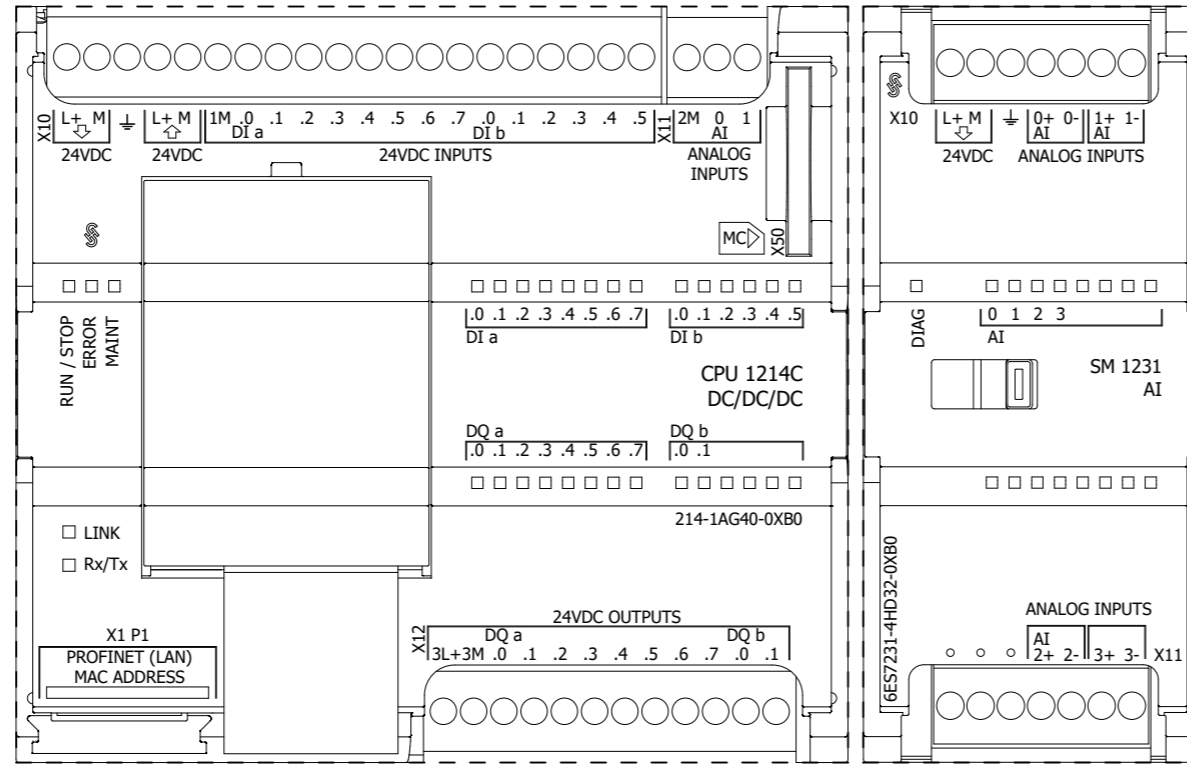 X10
L+ M
24VDC
L+ M
24VDC
1M .0 .1 .2 .3 .4 .5 .6 .7 .0 .1 .2 .3 .4 .5
DI a
DI b
24VDC INPUTS
X11
2M 0 1
AI
ANALOG
INPUTS
MC
X50
RUN / STOP
ERROR
MAINT
.0 .1 .2 .3 .4 .5 .6 .7
DI a
.0 .1 .2 .3 .4 .5
DI b
CPU 1214C
DC/DC/DC
DQ a
.0 .1 .2 .3 .4 .5 .6 .7
DQ b
.0 .1
214-1AG40-0XB0
LINK
Rx/Tx
X1 P1
PROFINET (LAN)
MAC ADDRESS
X12
24VDC OUTPUTS
DQ a
DQ b
3L+3M .0 .1 .2 .3 .4 .5 .6 .7 .0 .1
X10
L+ M
24VDC
0+ 0-
AI
1+ 1-
AI
ANALOG INPUTS
DIAG
0 1 2 3
AI
SM 1231
AI
6ES7231-4HD32-0XB0
ANALOG INPUTS
AI
2+ 2- 3+ 3-
X11